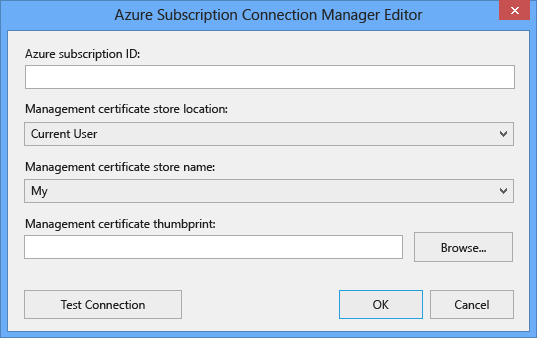 Azure Subscription Connection Manager Editor
Azure subscription ID:
Management certificate store location:
Current User
Management certificate store name:
My
Management certificate thumbprint:
Browse...
Test Connection OK Cancel